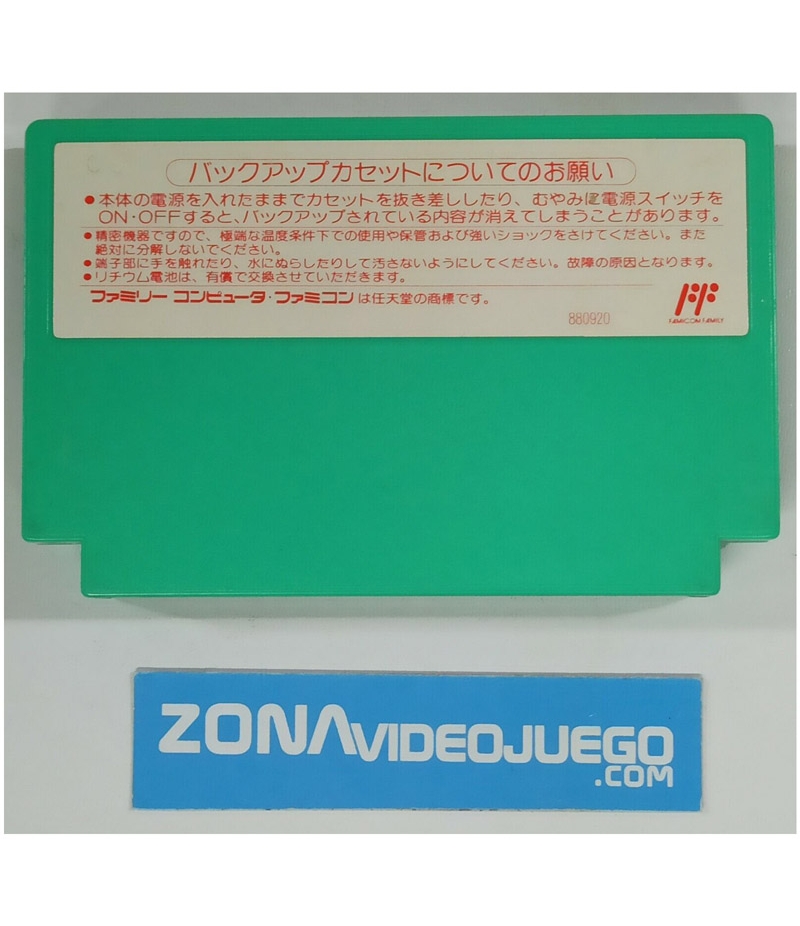 バックアップカセットについてのお願い
●本体の電源を入れたままでカセットを抜き差ししたり、むやみに電源スイッチを
ON・OFFすると、バックアップされている内容が消えてしまうことがあります。
●精密機器ですので、極端な温度条件下での使用や保管および強いショックをさけてください。また
絶対に分解しないでください。
●端子部に手を触れたり、水にぬらしたりして汚さないようにしてください。故障の原因となります。
●リチウム電池は、有償で交換させていただきます。
ファミリー コンピュータ・ファミコンは任天堂の商標です。
FAMICOM FAMILY
880920
ZONAVIDEOJUEGO
.COM